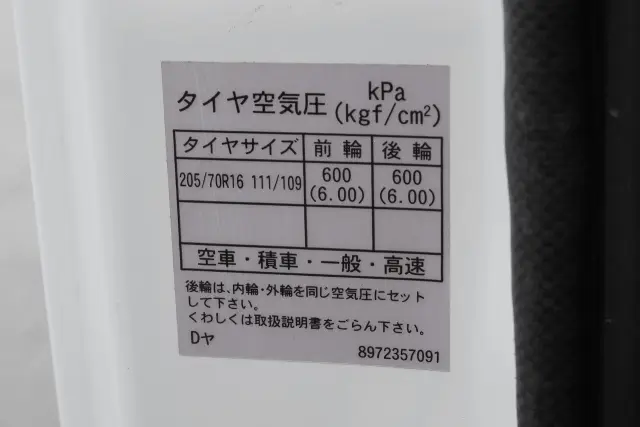 タイヤ空気圧 kPa (kgf/cm²)
タイヤサイズ 前輪 後輪
205/70R16 111/109 600 (6.00) 600 (6.00)
空車・積車・一般・高速
後輪は、内輪・外輪を同じ空気圧にセット
して下さい。
くわしくは取扱説明書をごらん下さい。
Dヤ 8972357091